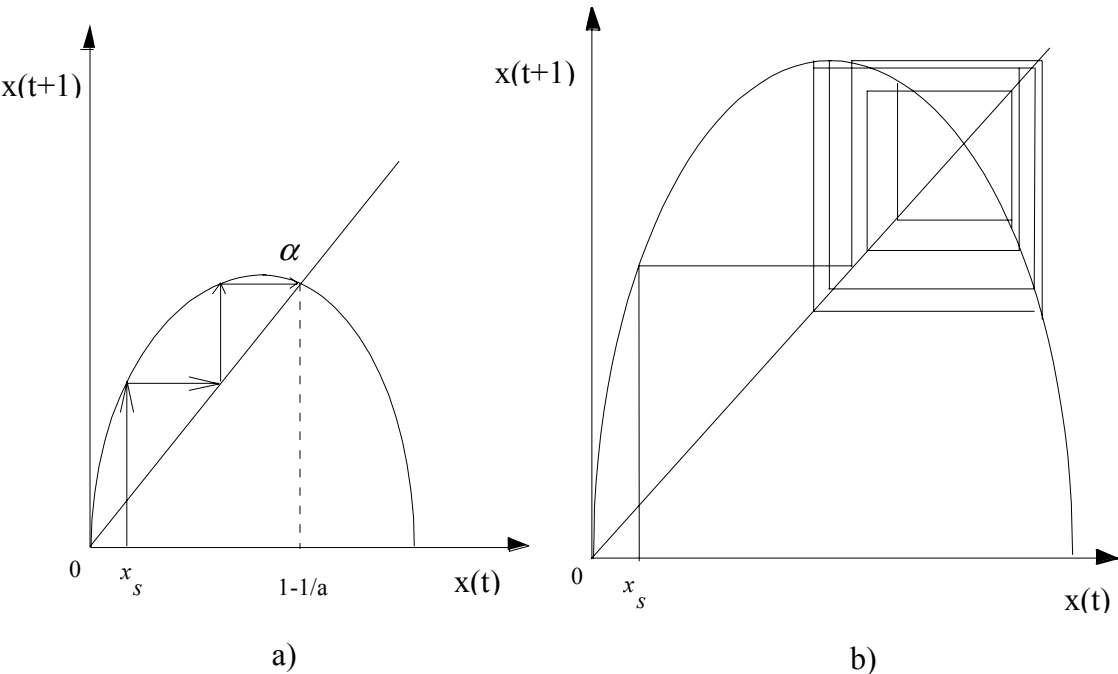 x(t+1)
α
0
x_s
1-1/a
x(t)
a)
x(t+1)
0
x_s
x(t)
b)